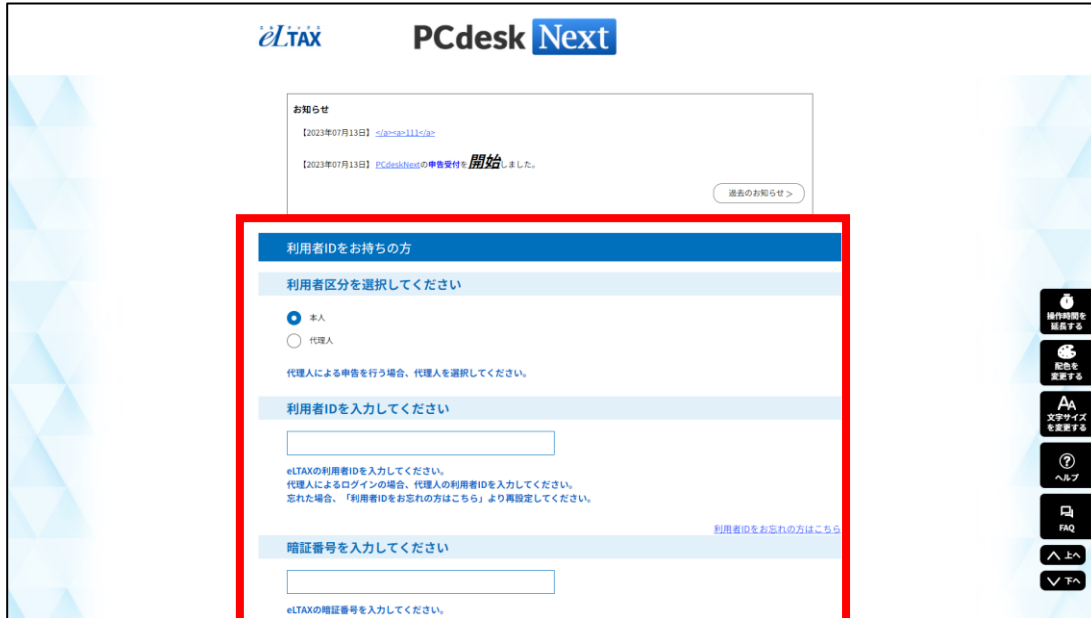 eLTAX
PCdesk Next
お知らせ
【2023年07月13日】 </a><a>111</a>
【2023年07月13日】 PCdeskNextの申告受付を開始しました。
過去のお知らせ >
利用者IDをお持ちの方
利用者区分を選択してください
本人
代理人
代理人による申告を行う場合、代理人を選択してください。
利用者IDを入力してください
eLTAXの利用者IDを入力してください。
代理人によるログインの場合、代理人の利用者IDを入力してください。
忘れた場合、「利用者IDをお忘れの方はこちら」より再設定してください。
利用者IDをお忘れの方はこちら
暗証番号を入力してください
eLTAXの暗証番号を入力してください。
操作時間を
延長する
配色を
変更する
AA
文字サイズ
を変更する
?
ヘルプ
FAQ
上へ
下へ